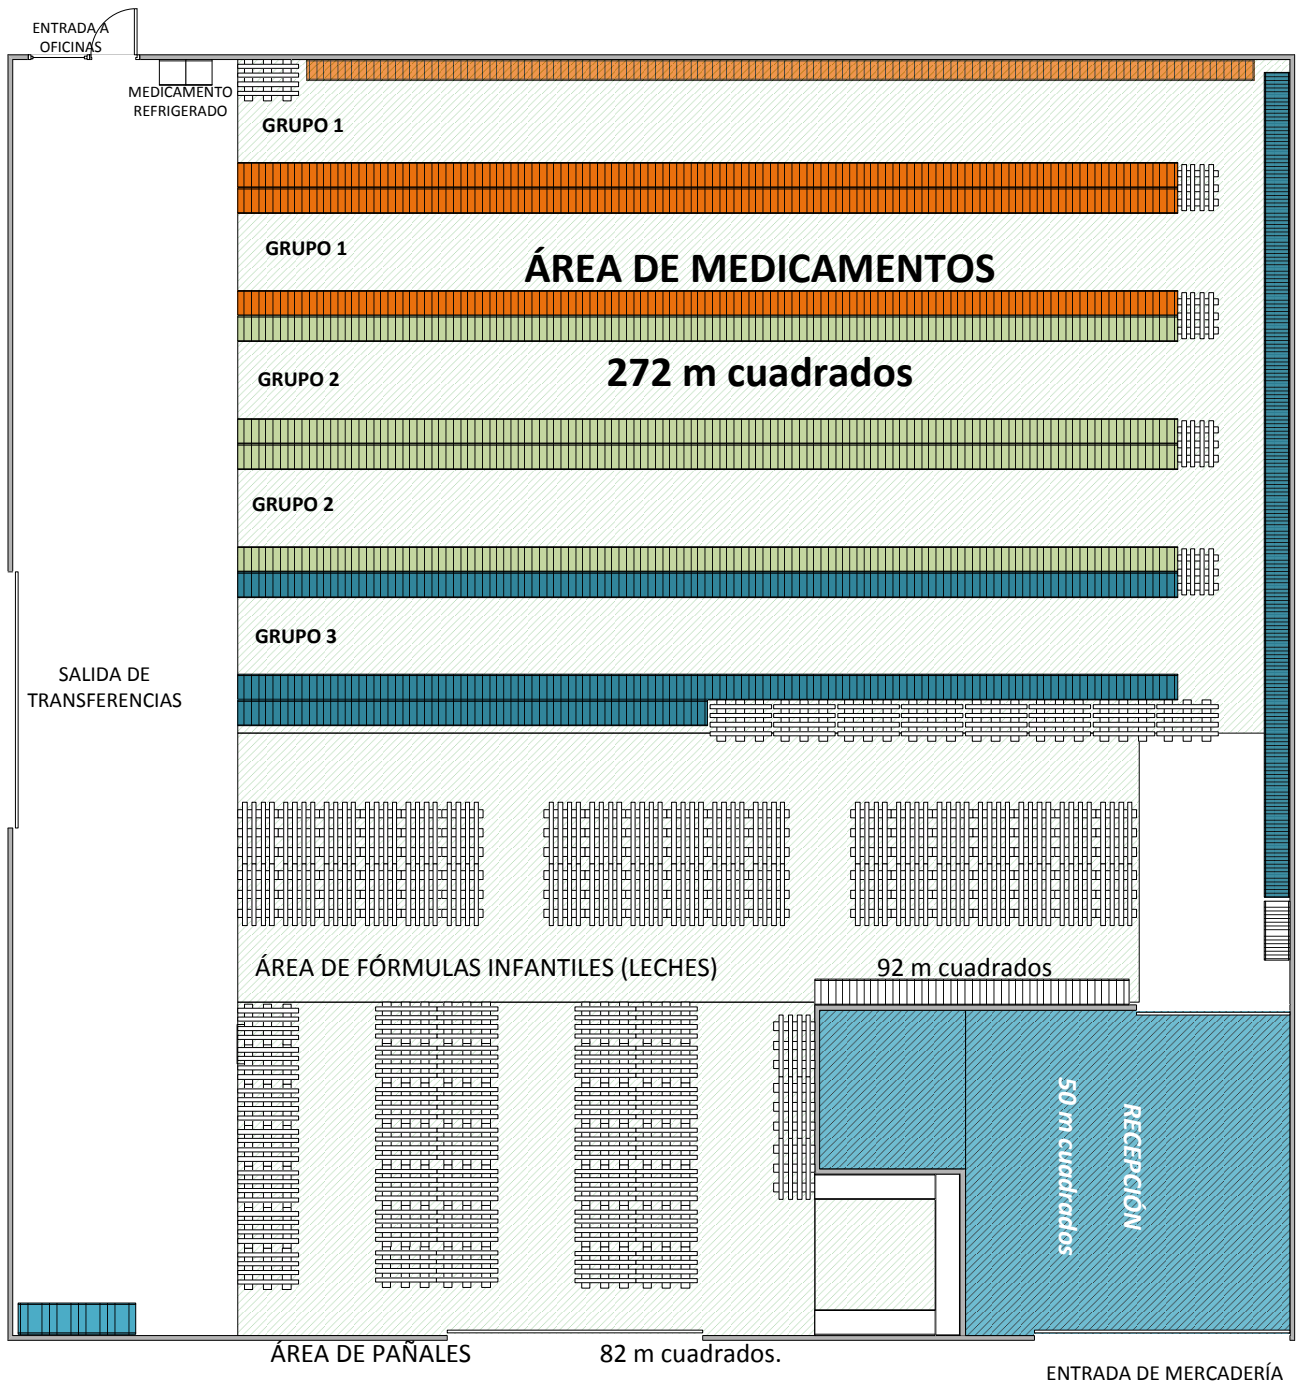 ENTRADA A
OFICINAS
MEDICAMENTO
REFRIGERADO
GRUPO 1
GRUPO 1
ÁREA DE MEDICAMENTOS
272 m cuadrados
GRUPO 2
GRUPO 2
GRUPO 3
SALIDA DE
TRANSFERENCIAS
ÁREA DE FÓRMULAS INFANTILES (LECHES)
92 m cuadrados
RECEPCIÓN
50 m cuadrados
ÁREA DE PAÑALES
82 m cuadrados.
ENTRADA DE MERCADERÍA